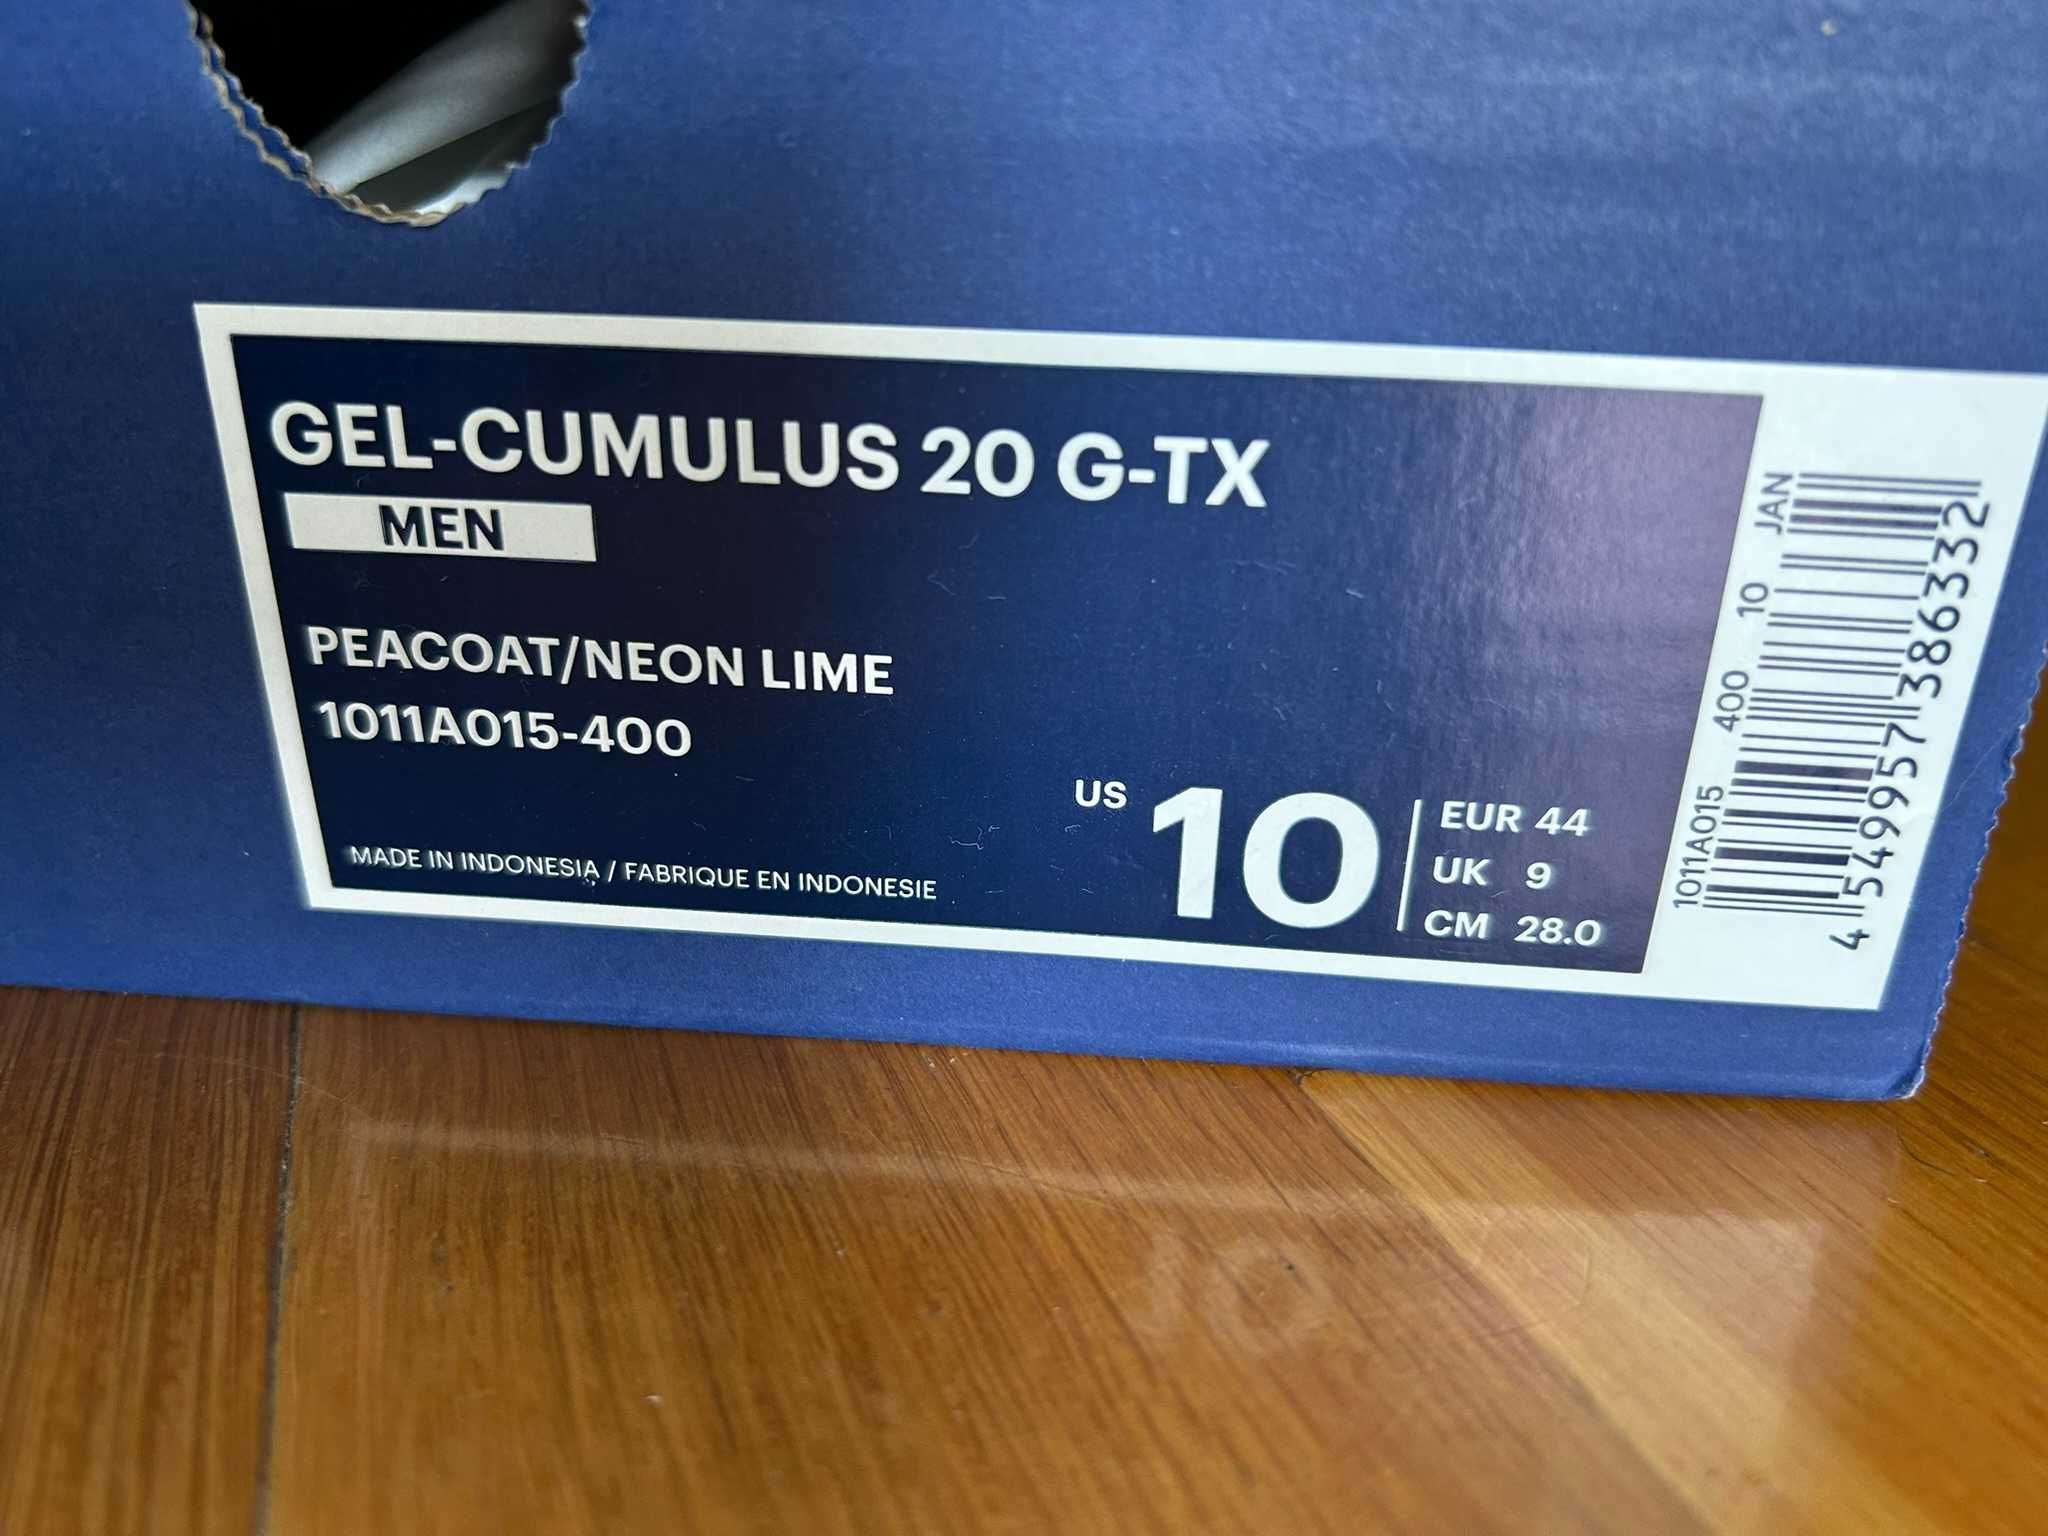 GEL-CUMULUS 20 G-TX
MEN
PEACOAT/NEON LIME
1011A015-400
MADE IN INDONESIA / FABRIQUE EN INDONESIE
US 10
EUR 44
UK 9
CM 28.0
1011A015 400 10 JAN
4 549957 386332